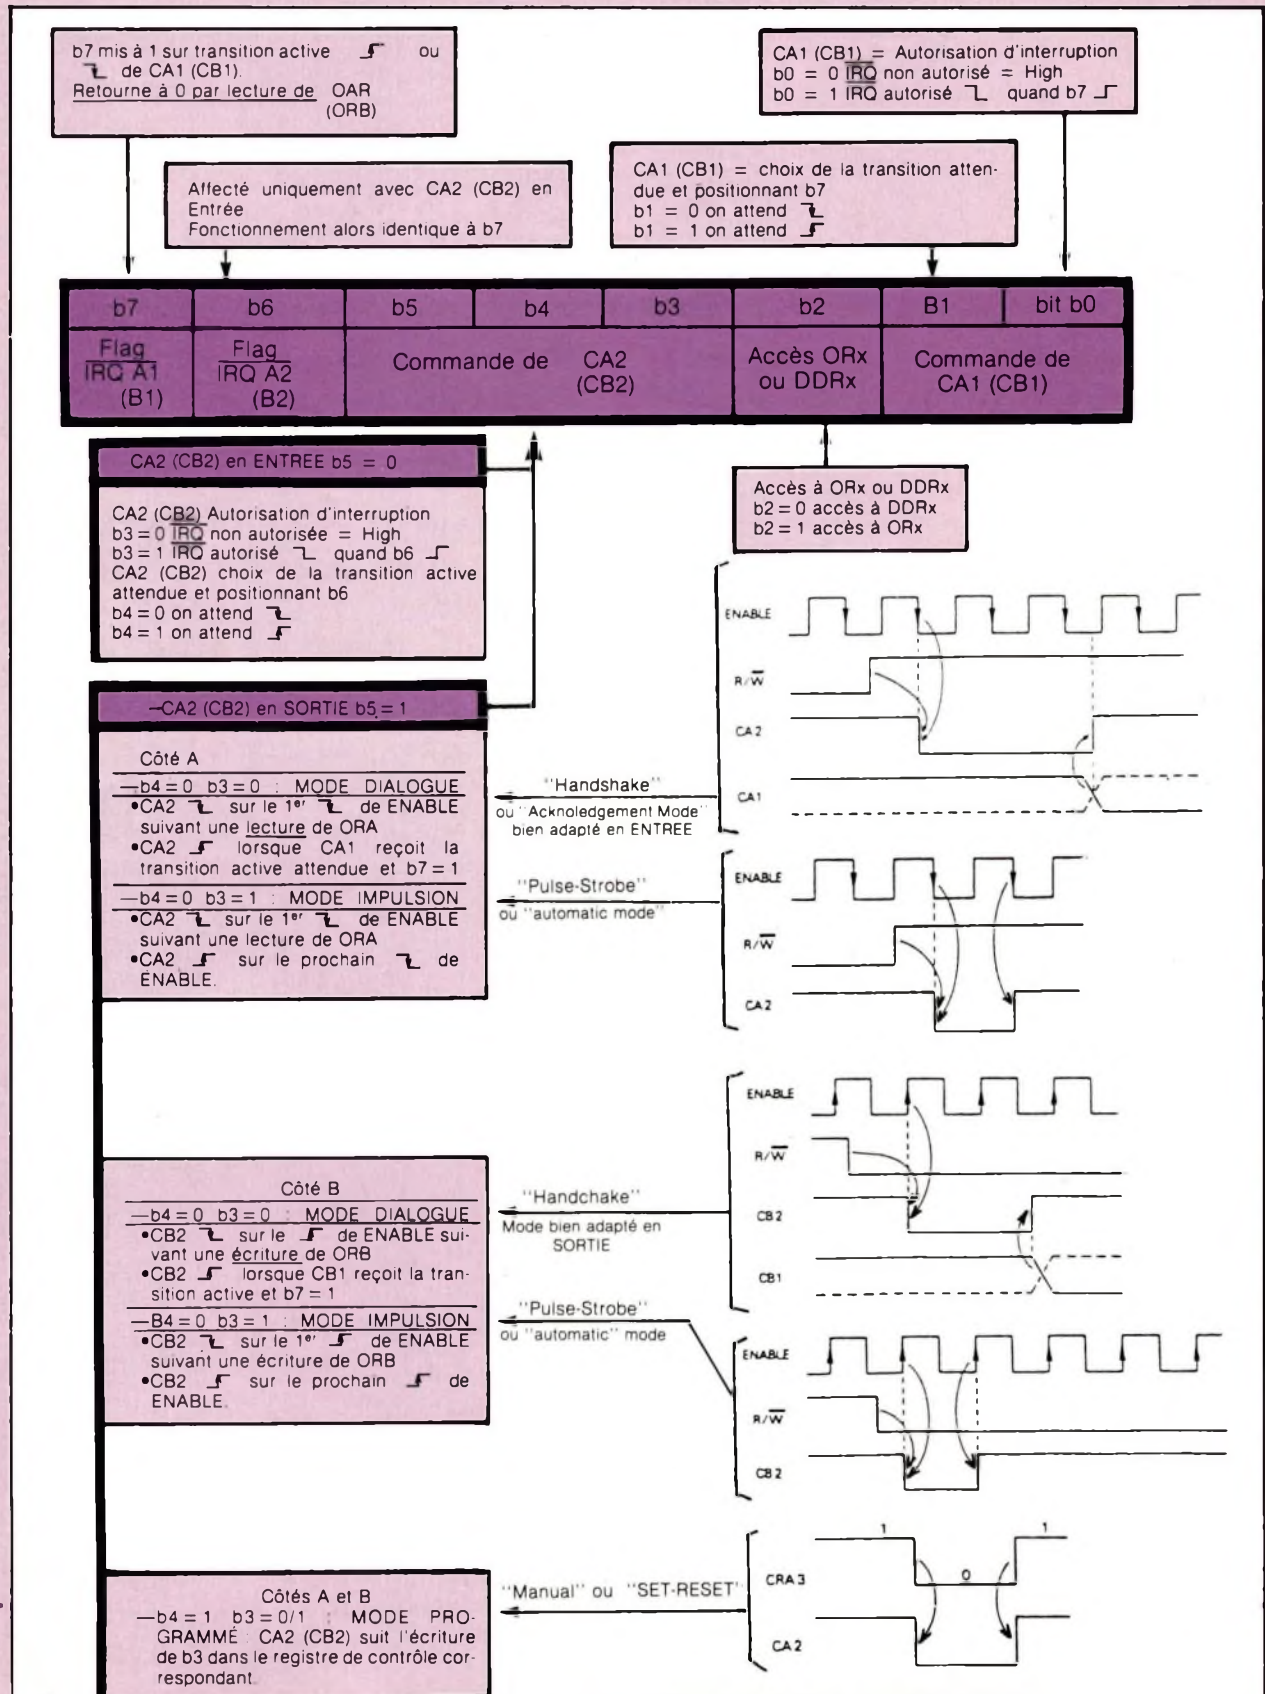 b7 mis à 1 sur transition active ou
de CA1 (CB1).
Retourne à 0 par lecture de OAR
(ORB)
CA1 (CB1) = Autorisation d'interruption
b0 = 0 IRQ non autorisé = High
b0 = 1 IRQ autorisé quand b7
Affecté uniquement avec CA2 (CB2) en
Entrée
Fonctionnement alors identique à b7
CA1 (CB1) = choix de la transition atten-
due et positionnant b7
b1 = 0 on attend
b1 = 1 on attend
b7 b6 b5 b4 b3 b2 B1 bit b0
Flag
IRQ A1
(B1)
Flag
IRQ A2
(B2)
Commande de CA2
(CB2)
Accès ORx
ou DDRx
Commande de
CA1 (CB1)
CA2 (CB2) en ENTREE b5 = 0
CA2 (CB2) Autorisation d'interruption
b3 = 0 IRQ non autorisée = High
b3 = 1 IRQ autorisé quand b6
CA2 (CB2) choix de la transition active
attendue et positionnant b6
b4 = 0 on attend
b4 = 1 on attend
Accès à ORx ou DDRx
b2 = 0 accès à DDRx
b2 = 1 accès à ORx
—CA2 (CB2) en SORTIE b5 = 1
Côté A
—b4 = 0 b3 = 0 : MODE DIALOGUE
•CA2 sur le 1er de ENABLE
suivant une lecture de ORA
•CA2 lorsque CA1 reçoit la
transition active attendue et b7 = 1
—b4 = 0 b3 = 1 : MODE IMPULSION
•CA2 sur le 1er de ENABLE
suivant une lecture de ORA
•CA2 sur le prochain de
ENABLE.
"Handshake"
ou "Acknoledgement Mode"
bien adapté en ENTREE
ENABLE
R/W
CA2
CA1
"Pulse-Strobe"
ou "automatic mode"
ENABLE
R/W
CA2
Côté B
—b4 = 0 b3 = 0 : MODE DIALOGUE
•CB2 sur le de ENABLE sui-
vant une écriture de ORB
•CB2 lorsque CB1 reçoit la tran-
sition active et b7 = 1
—B4 = 0 b3 = 1 : MODE IMPULSION
•CB2 sur le 1er de ENABLE
suivant une écriture de ORB
•CB2 sur le prochain de
ENABLE.
"Handchake"
Mode bien adapté en
SORTIE
ENABLE
R/W
CB2
CB1
"Pulse-Strobe"
ou "automatic" mode
ENABLE
R/W
CB2
Côtés A et B
—b4 = 1 b3 = 0/1 : MODE PRO-
GRAMMÉ : CA2 (CB2) suit l'écriture
de b3 dans le registre de contrôle cor-
respondant.
"Manual" ou "SET-RESET"
1 1
CRA3 0
CA2